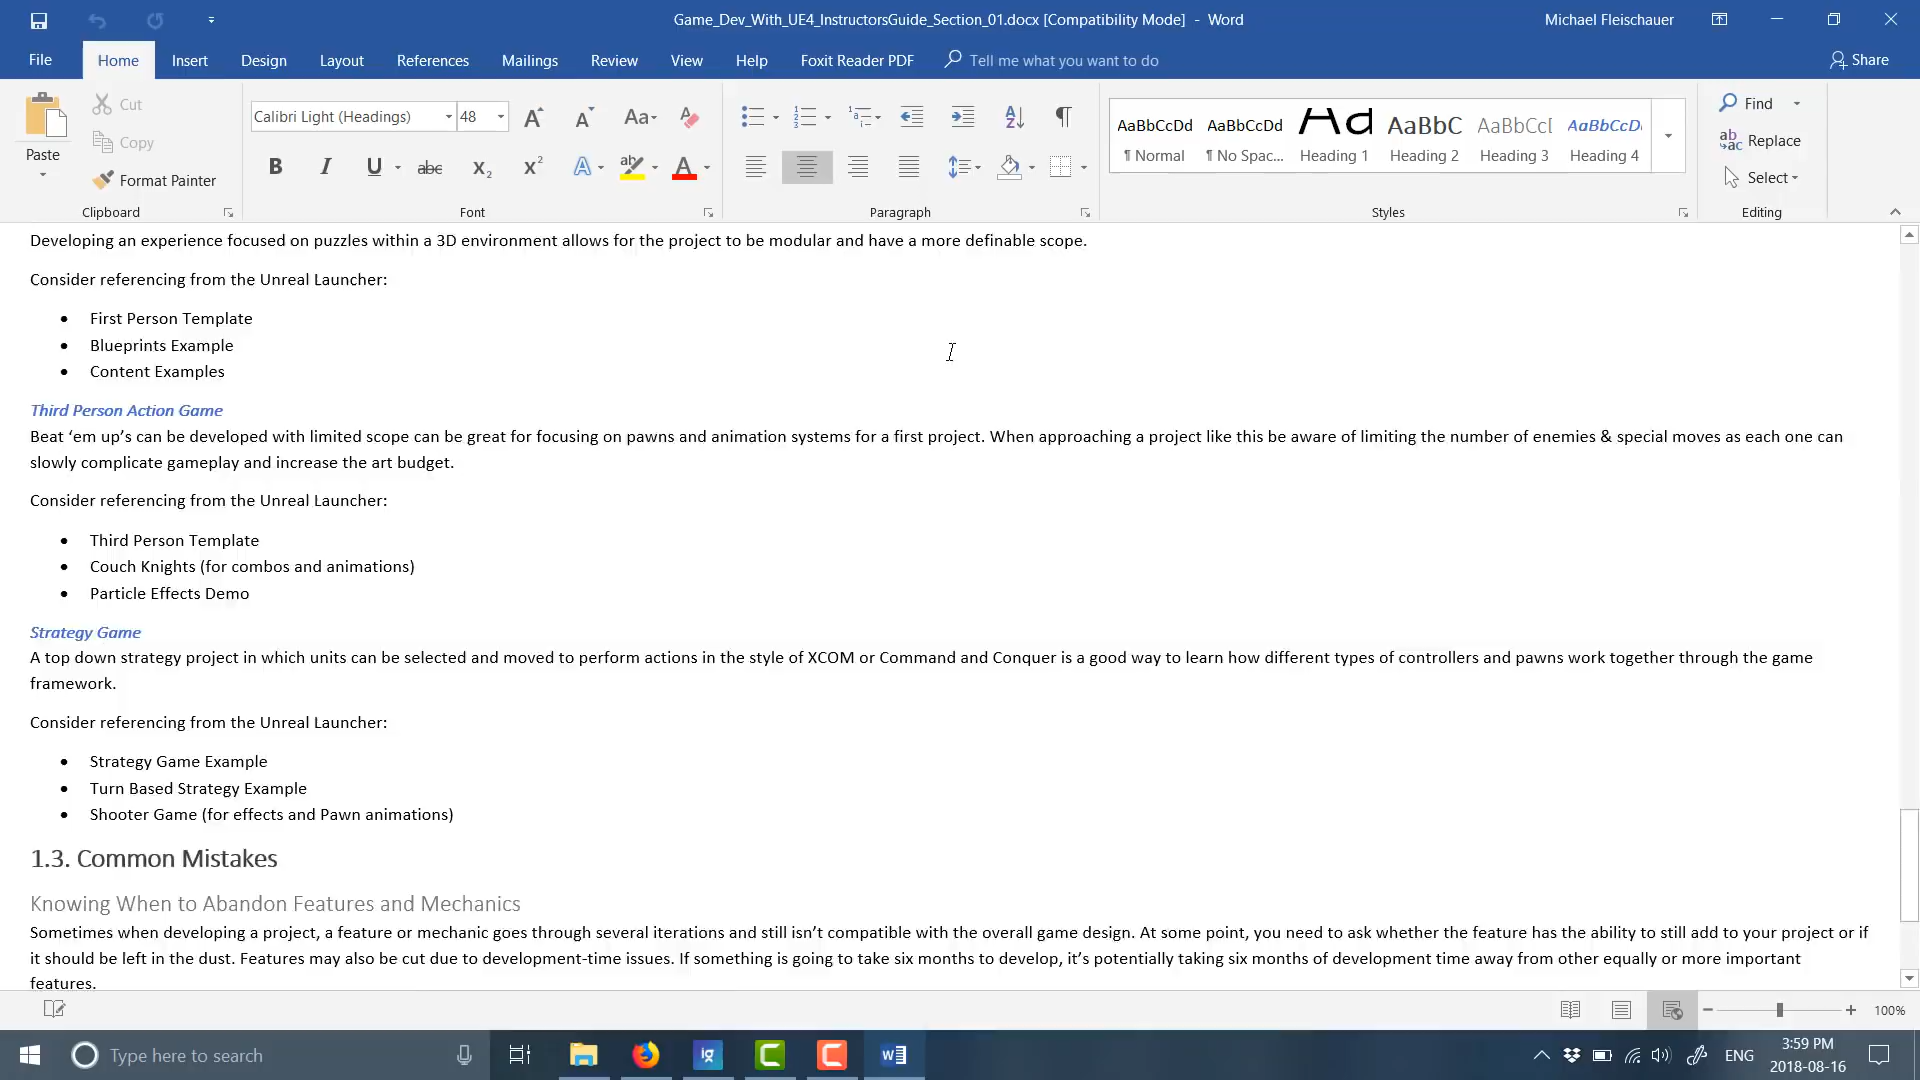 Game_Dev_With_UE4_InstructorsGuide_Section_01.docx [Compatibility Mode] - Word
Michael Fleischauer
File
Home
Insert
Design
Layout
References
Mailings
Review
View
Help
Foxit Reader PDF
Tell me what you want to do
Share
Paste
Cut
Copy
Format Painter
Clipboard
Calibri Light (Headings)
48
Font
Paragraph
AaBbCcDd
¶ Normal
AaBbCcDd
¶ No Spac...
Heading 1
AaBbC
Heading 2
AaBbCcD
Heading 3
AaBbCcD
Heading 4
Styles
Find
Replace
Select
Editing
Developing an experience focused on puzzles within a 3D environment allows for the project to be modular and have a more definable scope.
Consider referencing from the Unreal Launcher:
• First Person Template
• Blueprints Example
• Content Examples
Third Person Action Game
Beat ‘em up’s can be developed with limited scope can be great for focusing on pawns and animation systems for a first project. When approaching a project like this be aware of limiting the number of enemies & special moves as each one can
slowly complicate gameplay and increase the art budget.
Consider referencing from the Unreal Launcher:
• Third Person Template
• Couch Knights (for combos and animations)
• Particle Effects Demo
Strategy Game
A top down strategy project in which units can be selected and moved to perform actions in the style of XCOM or Command and Conquer is a good way to learn how different types of controllers and pawns work together through the game
framework.
Consider referencing from the Unreal Launcher:
• Strategy Game Example
• Turn Based Strategy Example
• Shooter Game (for effects and Pawn animations)
1.3. Common Mistakes
Knowing When to Abandon Features and Mechanics
Sometimes when developing a project, a feature or mechanic goes through several iterations and still isn’t compatible with the overall game design. At some point, you need to ask whether the feature has the ability to still add to your project or if
it should be left in the dust. Features may also be cut due to development-time issues. If something is going to take six months to develop, it’s potentially taking six months of development time away from other equally or more important
features.
100%
Type here to search
ENG
3:59 PM
2018-08-16